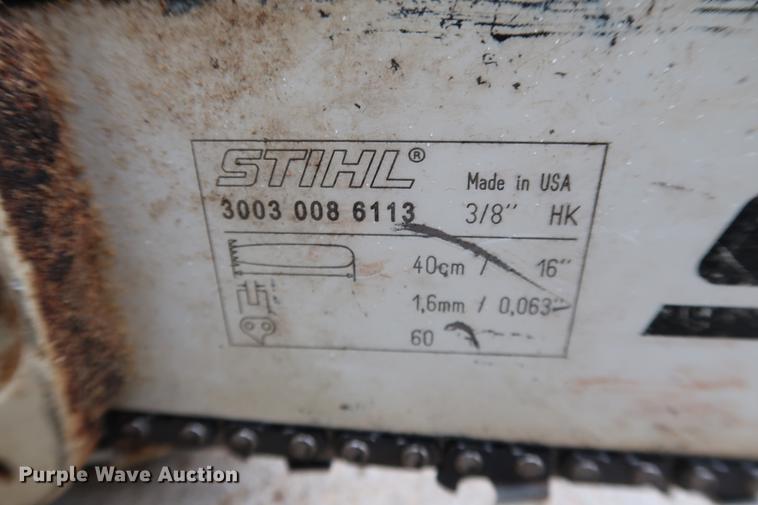 STIHL®
Made in USA
3003 008 6113 3/8" HK
40cm / 16"
1,6mm / 0,063"
60
Purple Wave Auction